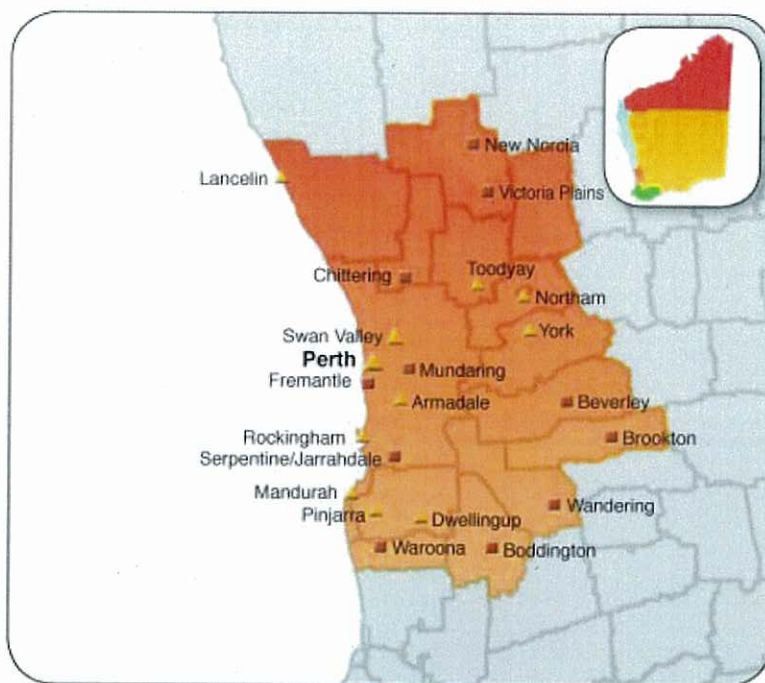 New Norcia
Lancelin
Victoria Plains
Toodyay
Chittering
Northam
Swan Valley
York
Perth
Mundaring
Fremantle
Armadale
Beverley
Rockingham
Brookton
Serpentine/Jarrahdale
Mandurah
Wandering
Pinjarra
Dwellingup
Waroona
Boddington